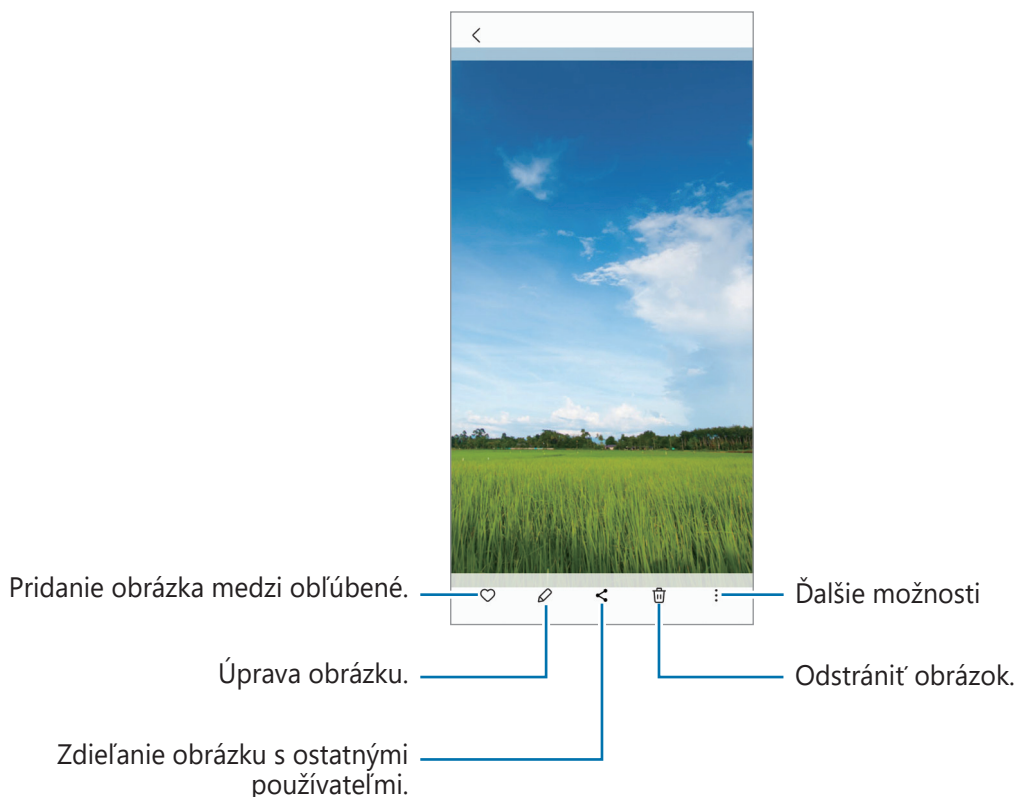 Pridanie obrázka medzi obľúbené.
Ďalšie možnosti
Úprava obrázku.
Odstrániť obrázok.
Zdieľanie obrázku s ostatnými
používateľmi.